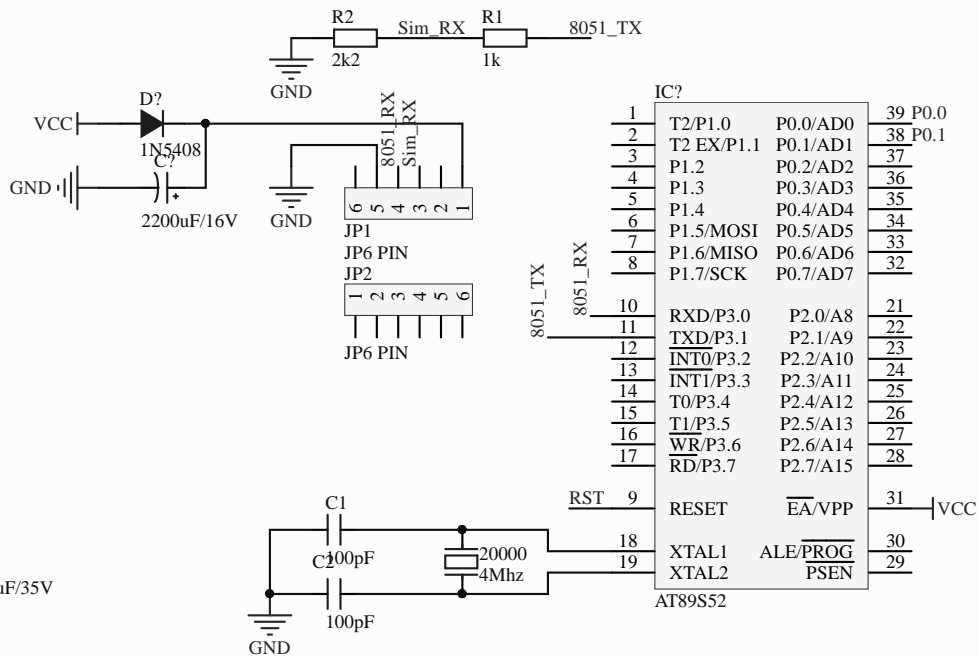 R2
Sim_RX
R1
8051_TX
2k2
1k
GND
D?
VCC
1N5408
C?
GND
2200uF/16V
8051_RX
Sim_RX
GND
6 5 4 3 2 1
JP1
JP6 PIN
JP2
1 2 3 4 5 6
JP6 PIN
8051_TX
8051_RX
IC?
1 T2/P1.0 P0.0/AD0 39 P0.0
2 T2 EX/P1.1 P0.1/AD1 38 P0.1
3 P1.2 P0.2/AD2 37
4 P1.3 P0.3/AD3 36
5 P1.4 P0.4/AD4 35
6 P1.5/MOSI P0.5/AD5 34
7 P1.6/MISO P0.6/AD6 33
8 P1.7/SCK P0.7/AD7 32
10 RXD/P3.0 P2.0/A8 21
11 TXD/P3.1 P2.1/A9 22
12 INT0/P3.2 P2.2/A10 23
13 INT1/P3.3 P2.3/A11 24
14 T0/P3.4 P2.4/A12 25
15 T1/P3.5 P2.5/A13 26
16 WR/P3.6 P2.6/A14 27
17 RD/P3.7 P2.7/A15 28
RST 9 RESET EA/VPP 31 VCC
18 XTAL1 ALE/PROG 30
19 XTAL2 PSEN 29
AT89S52
C1
100pF
C2
100pF
20000
4Mhz
GND
uF/35V